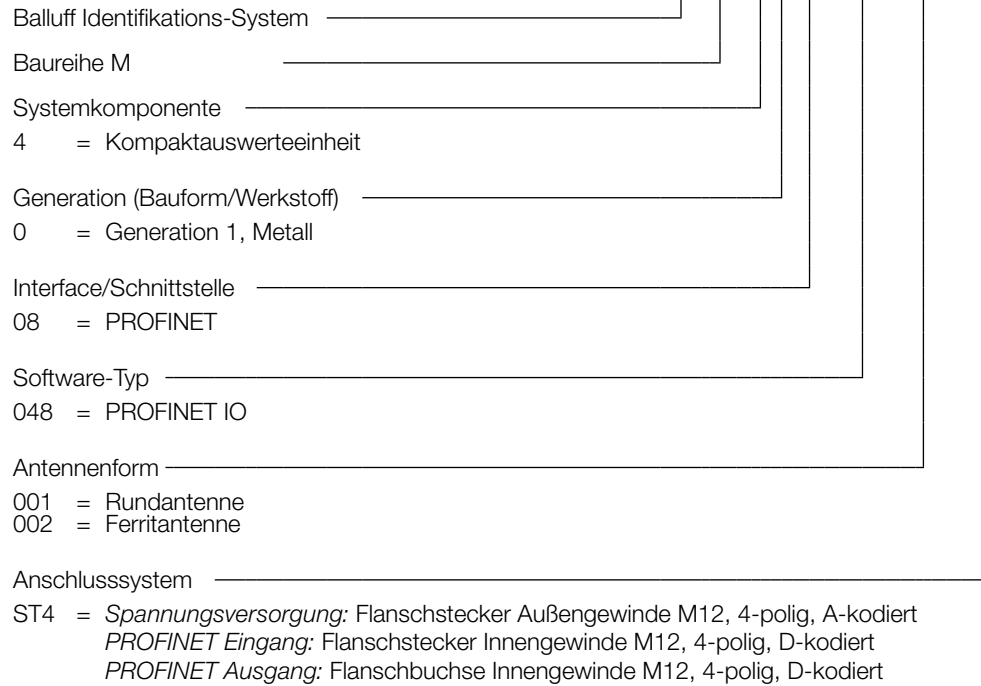 Balluff Identifikations-System
Baureihe M
Systemkomponente
4 = Kompaktauswerteeinheit
Generation (Bauform/Werkstoff)
0 = Generation 1, Metall
Interface/Schnittstelle
08 = PROFINET
Software-Typ
048 = PROFINET IO
Antennenform
001 = Rundantenne
002 = Ferritantenne
Anschlusssystem
ST4 = Spannungsversorgung: Flanschstecker Außengewinde M12, 4-polig, A-kodiert
PROFINET Eingang: Flanschstecker Innengewinde M12, 4-polig, D-kodiert
PROFINET Ausgang: Flanschbuchse Innengewinde M12, 4-polig, D-kodiert